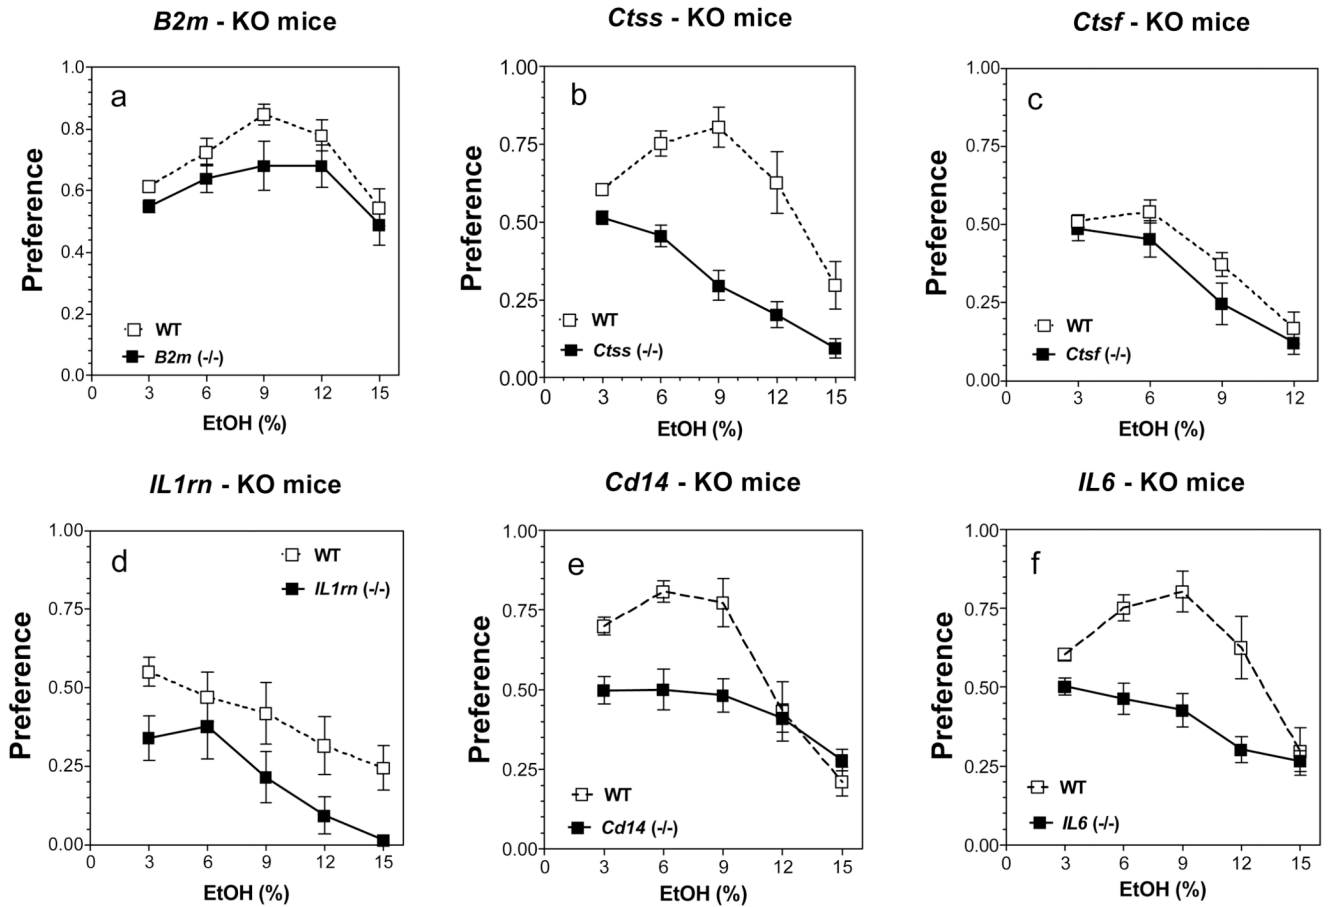 B2m - KO mice
a
Preference
1.0
0.8
0.6
0.4
0.2
0.0
WT
B2m (-/-)
0 3 6 9 12 15
EtOH (%)
Ctss - KO mice
b
Preference
1.00
0.75
0.50
0.25
0.00
WT
Ctss (-/-)
0 3 6 9 12 15
EtOH (%)
Ctsf - KO mice
c
Preference
1.00
0.75
0.50
0.25
0.00
WT
Ctsf (-/-)
0 3 6 9 12
EtOH (%)
IL1rn - KO mice
d
Preference
1.00
0.75
0.50
0.25
0.00
WT
IL1rn (-/-)
0 3 6 9 12 15
EtOH (%)
Cd14 - KO mice
e
Preference
1.00
0.75
0.50
0.25
0.00
WT
Cd14 (-/-)
0 3 6 9 12 15
EtOH (%)
IL6 - KO mice
f
Preference
1.00
0.75
0.50
0.25
0.00
WT
IL6 (-/-)
0 3 6 9 12 15
EtOH (%)